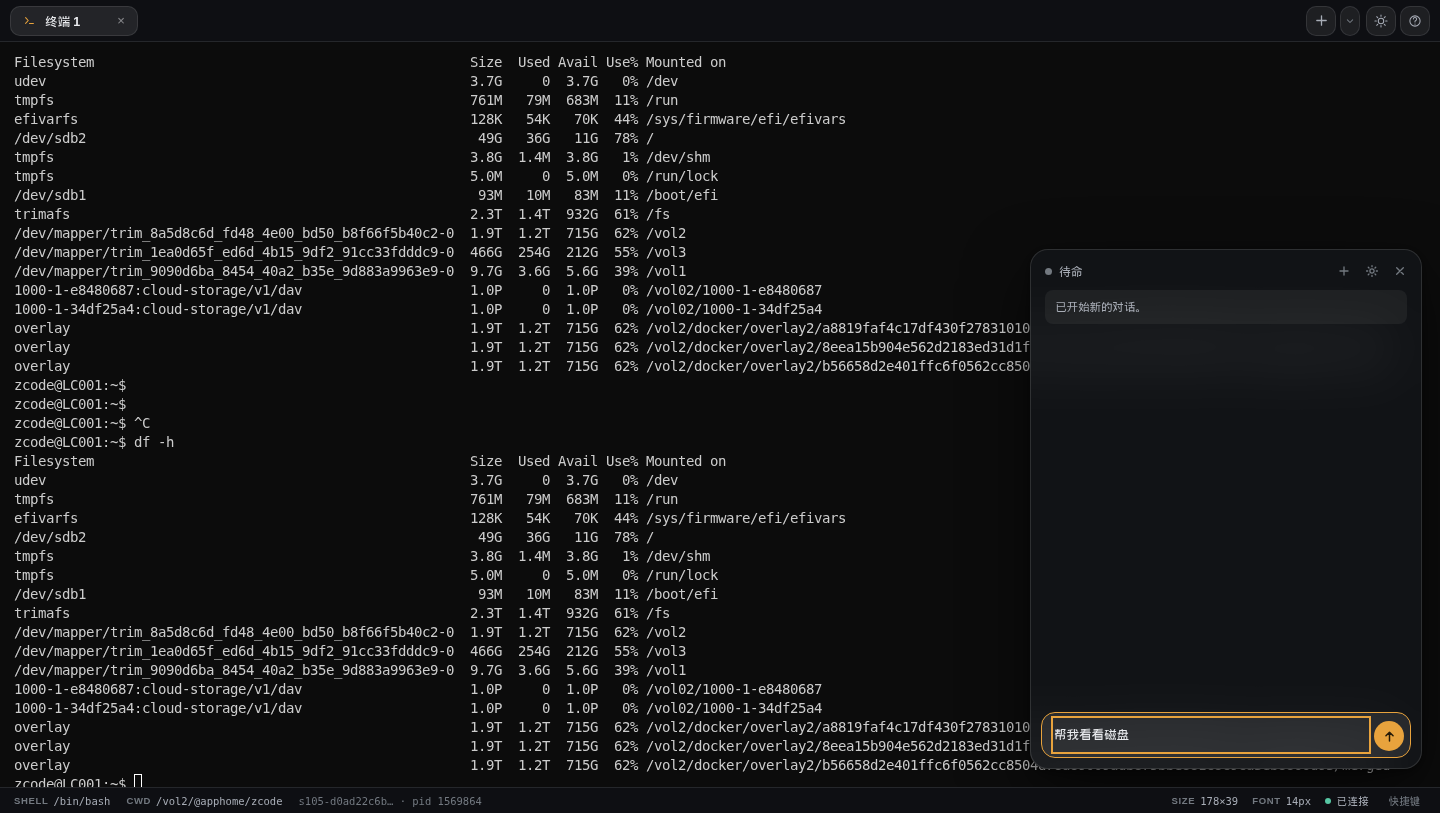 终端 1
Filesystem Size Used Avail Use% Mounted on
udev 3.7G 0 3.7G 0% /dev
tmpfs 761M 79M 683M 11% /run
efivarfs 128K 54K 70K 44% /sys/firmware/efi/efivars
/dev/sdb2 49G 36G 11G 78% /
tmpfs 3.8G 1.4M 3.8G 1% /dev/shm
tmpfs 5.0M 0 5.0M 0% /run/lock
/dev/sdb1 93M 10M 83M 11% /boot/efi
trimafs 2.3T 1.4T 932G 61% /fs
/dev/mapper/trim_8a5d8c6d_fd48_4e00_bd50_b8f66f5b40c2-0 1.9T 1.2T 715G 62% /vol2
/dev/mapper/trim_1ea0d65f_ed6d_4b15_9df2_91cc33fdddc9-0 466G 254G 212G 55% /vol3
/dev/mapper/trim_9090d6ba_8454_40a2_b35e_9d883a9963e9-0 9.7G 3.6G 5.6G 39% /vol1
1000-1-e8480687:cloud-storage/v1/dav 1.0P 0 1.0P 0% /vol02/1000-1-e8480687
1000-1-34df25a4:cloud-storage/v1/dav 1.0P 0 1.0P 0% /vol02/1000-1-34df25a4
overlay 1.9T 1.2T 715G 62% /vol2/docker/overlay2/a8819faf4c17df430f27831010
overlay 1.9T 1.2T 715G 62% /vol2/docker/overlay2/8eea15b904e562d2183ed31d1f
overlay 1.9T 1.2T 715G 62% /vol2/docker/overlay2/b56658d2e401ffc6f0562cc850
zcode@LC001:~$
zcode@LC001:~$
zcode@LC001:~$ ^C
zcode@LC001:~$ df -h
Filesystem Size Used Avail Use% Mounted on
udev 3.7G 0 3.7G 0% /dev
tmpfs 761M 79M 683M 11% /run
efivarfs 128K 54K 70K 44% /sys/firmware/efi/efivars
/dev/sdb2 49G 36G 11G 78% /
tmpfs 3.8G 1.4M 3.8G 1% /dev/shm
tmpfs 5.0M 0 5.0M 0% /run/lock
/dev/sdb1 93M 10M 83M 11% /boot/efi
trimafs 2.3T 1.4T 932G 61% /fs
/dev/mapper/trim_8a5d8c6d_fd48_4e00_bd50_b8f66f5b40c2-0 1.9T 1.2T 715G 62% /vol2
/dev/mapper/trim_1ea0d65f_ed6d_4b15_9df2_91cc33fdddc9-0 466G 254G 212G 55% /vol3
/dev/mapper/trim_9090d6ba_8454_40a2_b35e_9d883a9963e9-0 9.7G 3.6G 5.6G 39% /vol1
1000-1-e8480687:cloud-storage/v1/dav 1.0P 0 1.0P 0% /vol02/1000-1-e8480687
1000-1-34df25a4:cloud-storage/v1/dav 1.0P 0 1.0P 0% /vol02/1000-1-34df25a4
overlay 1.9T 1.2T 715G 62% /vol2/docker/overlay2/a8819faf4c17df430f27831010
overlay 1.9T 1.2T 715G 62% /vol2/docker/overlay2/8eea15b904e562d2183ed31d1f
overlay 1.9T 1.2T 715G 62% /vol2/docker/overlay2/b56658d2e401ffc6f0562cc850
zcode@LC001:~$
待命
已开始新的对话。
帮我看看磁盘
SHELL /bin/bash CWD /vol2/@apphome/zcode s105-d0ad22c6b… · pid 1569864
SIZE 178×39 FONT 14px 已连接 快捷键